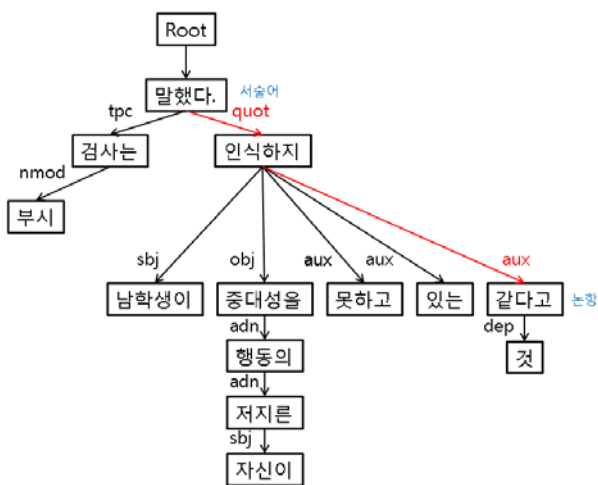 Root
말했다. 서술어
tpc quot
검사는 인식하지
nmod
부시
sbj obj aux aux aux
남학생이 중대성을 못하고 있는 같다고 논항
adn dep
행동의 것
adn
저지른
sbj
자신이